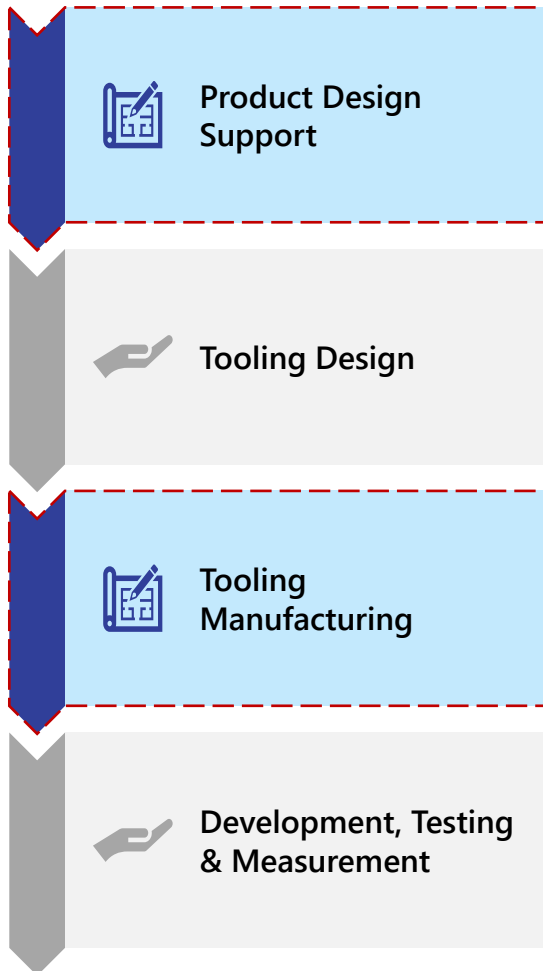 Product Design
Support
Tooling Design
Tooling
Manufacturing
Development, Testing
& Measurement